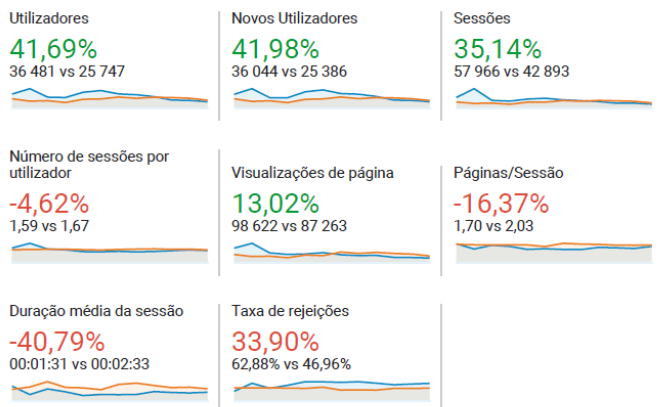 Utilizadores
41,69%
36 481 vs 25 747
Novos Utilizadores
41,98%
36 044 vs 25 386
Sessões
35,14%
57 966 vs 42 893
Número de sessões por
utilizador
-4,62%
1,59 vs 1,67
Visualizações de página
13,02%
98 622 vs 87 263
Páginas/Sessão
-16,37%
1,70 vs 2,03
Duração média da sessão
-40,79%
00:01:31 vs 00:02:33
Taxa de rejeições
33,90%
62,88% vs 46,96%